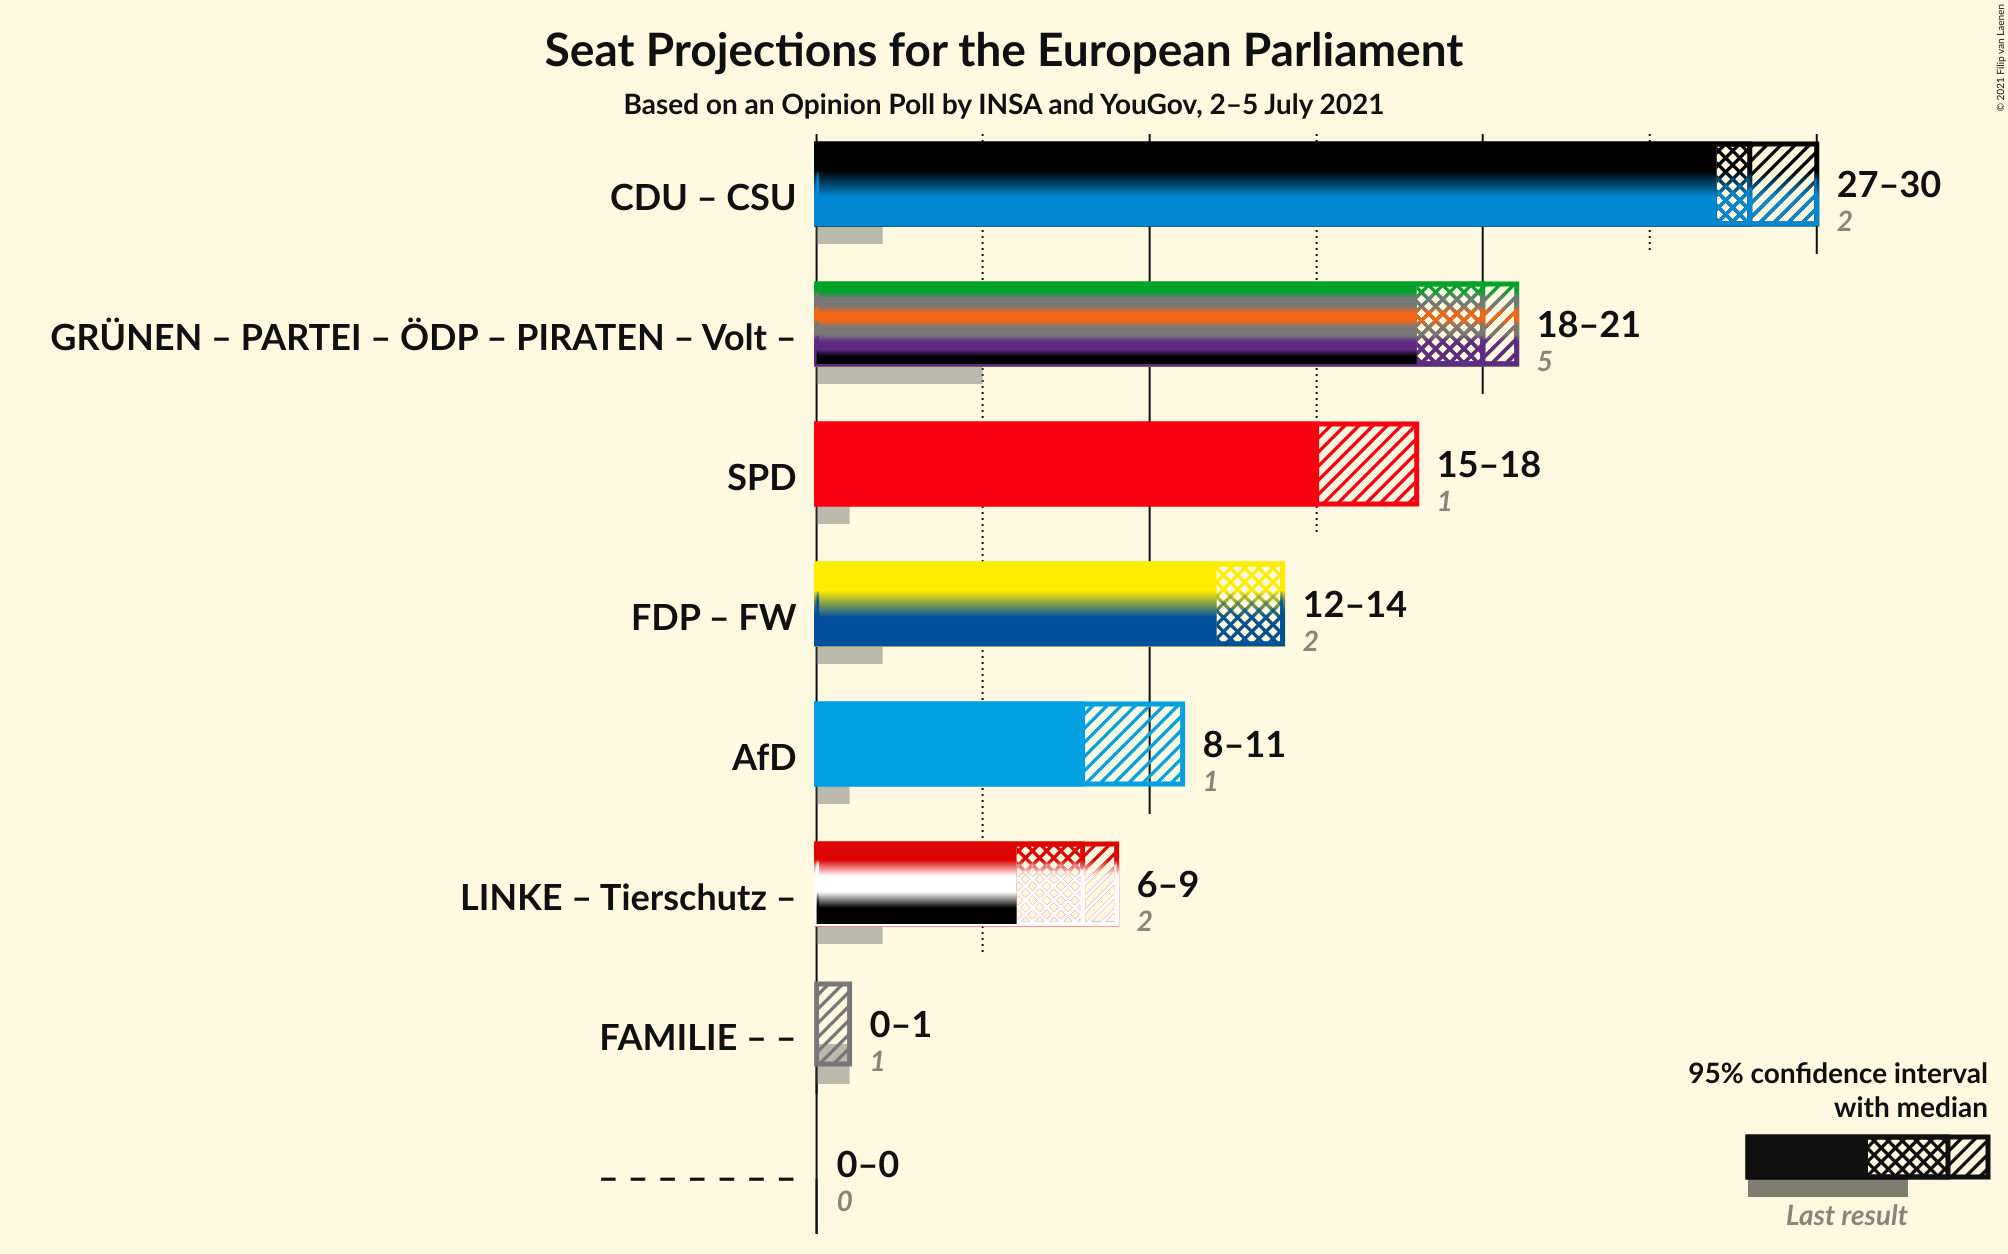 Seat Projections for the European Parliament
Based on an Opinion Poll by INSA and YouGov, 2–5 July 2021
© 2021 Filip van Laenen
CDU – CSU
27–30
2
GRÜNEN – PARTEI – ÖDP – PIRATEN – Volt –
18–21
5
SPD
15–18
1
FDP – FW
12–14
2
AfD
8–11
1
LINKE – Tierschutz –
6–9
2
FAMILIE – –
0–1
1
– – – – – – –
0–0
0
95% confidence interval
with median
Last result